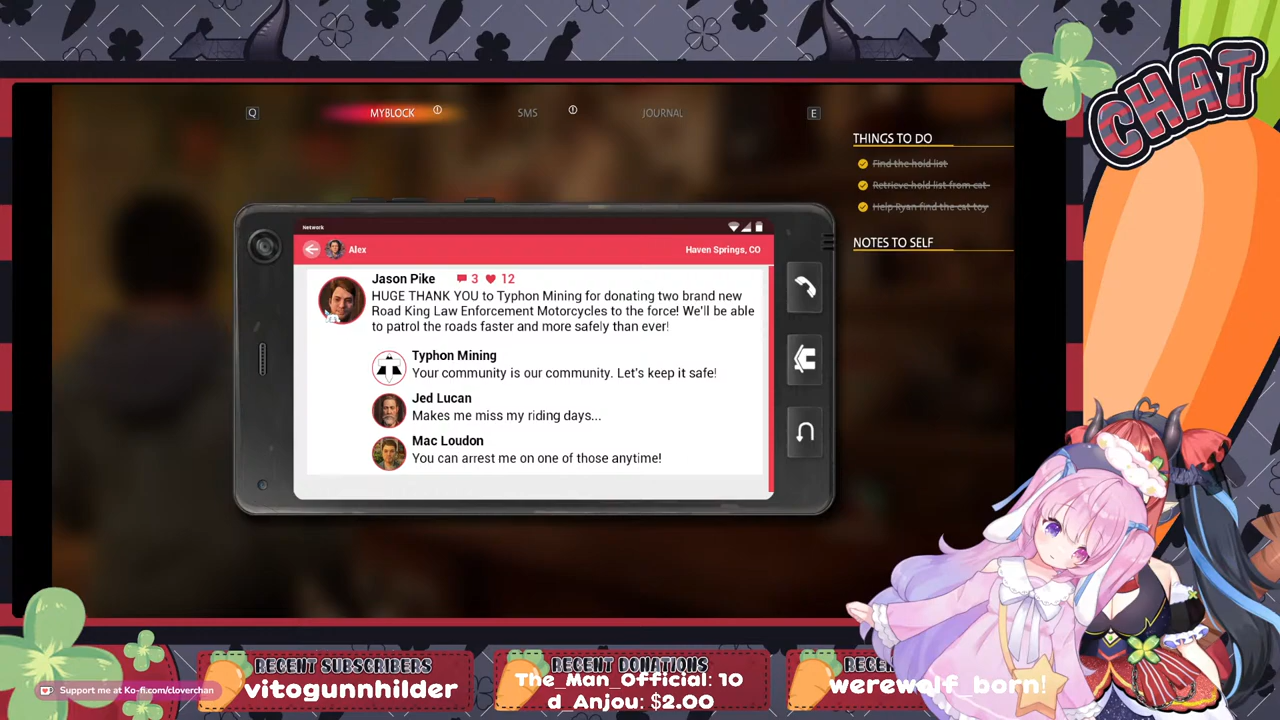 CHAT
Q
MYBLOCK
SMS
JOURNAL
E
THINGS TO DO
Find the hold list
Retrieve hold list from cat
Help Ryan find the cat toy
NOTES TO SELF
Network
Alex
Haven Springs, CO
Jason Pike 3 12
HUGE THANK YOU to Typhon Mining for donating two brand new
Road King Law Enforcement Motorcycles to the force! We'll be able
to patrol the roads faster and more safely than ever!
Typhon Mining
Your community is our community. Let's keep it safe!
Jed Lucan
Makes me miss my riding days...
Mac Loudon
You can arrest me on one of those anytime!
Support me at Ko-fi.com/cloverchan
RECENT SUBSCRIBERS
vitogunnhilder
RECENT DONATIONS
The_Man_Official: 10
d_Anjou: $2.00
werewolf_born!